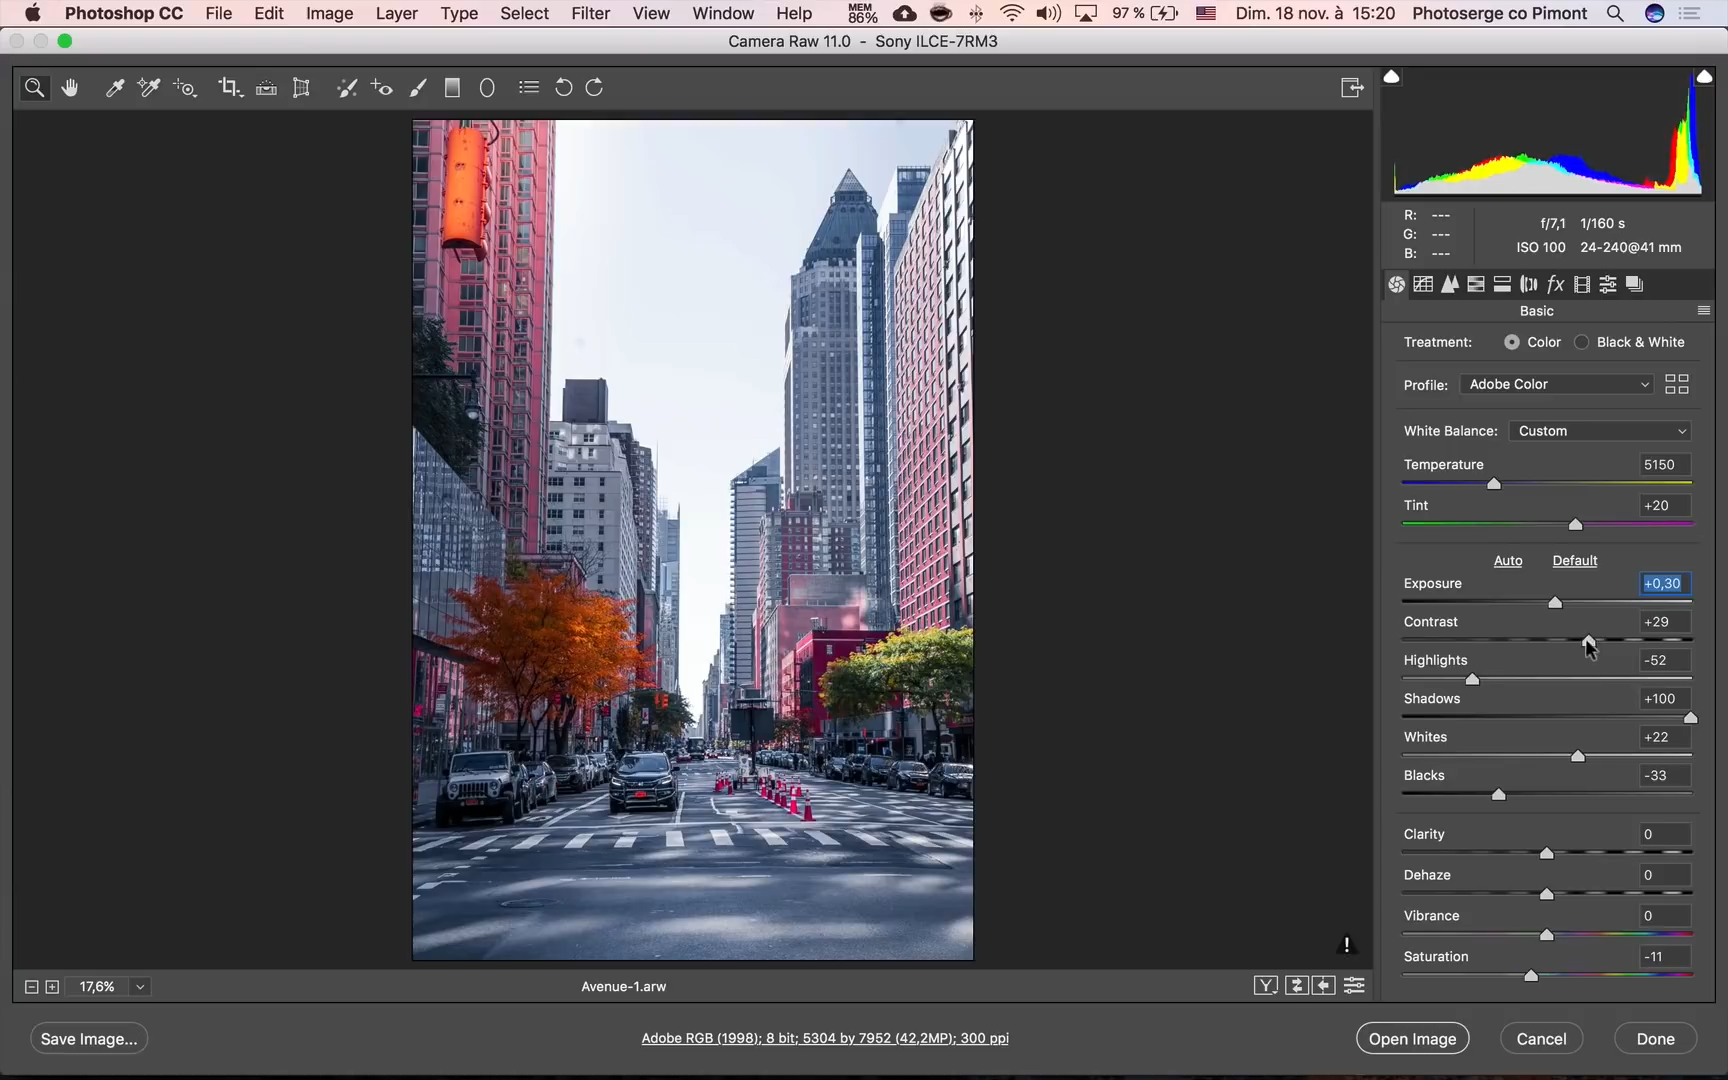 Photoshop CC File Edit Image Layer Type Select Filter View Window Help MEM 86% 97 % Dim. 18 nov. à 15:20 Photoserge co Pimont
Camera Raw 11.0 - Sony ILCE-7RM3
R: ---
G: ---
B: ---
f/7,1 1/160 s
ISO 100 24-240@41 mm
fx
Basic
Treatment: Color Black & White
Profile: Adobe Color
White Balance: Custom
Temperature 5150
Tint +20
Auto Default
Exposure +0,30
Contrast +29
Highlights -52
Shadows +100
Whites +22
Blacks -33
Clarity 0
Dehaze 0
Vibrance 0
Saturation -11
17,6% Avenue-1.arw Y
Save Image... Adobe RGB (1998); 8 bit; 5304 by 7952 (42,2MP); 300 ppi Open Image Cancel Done